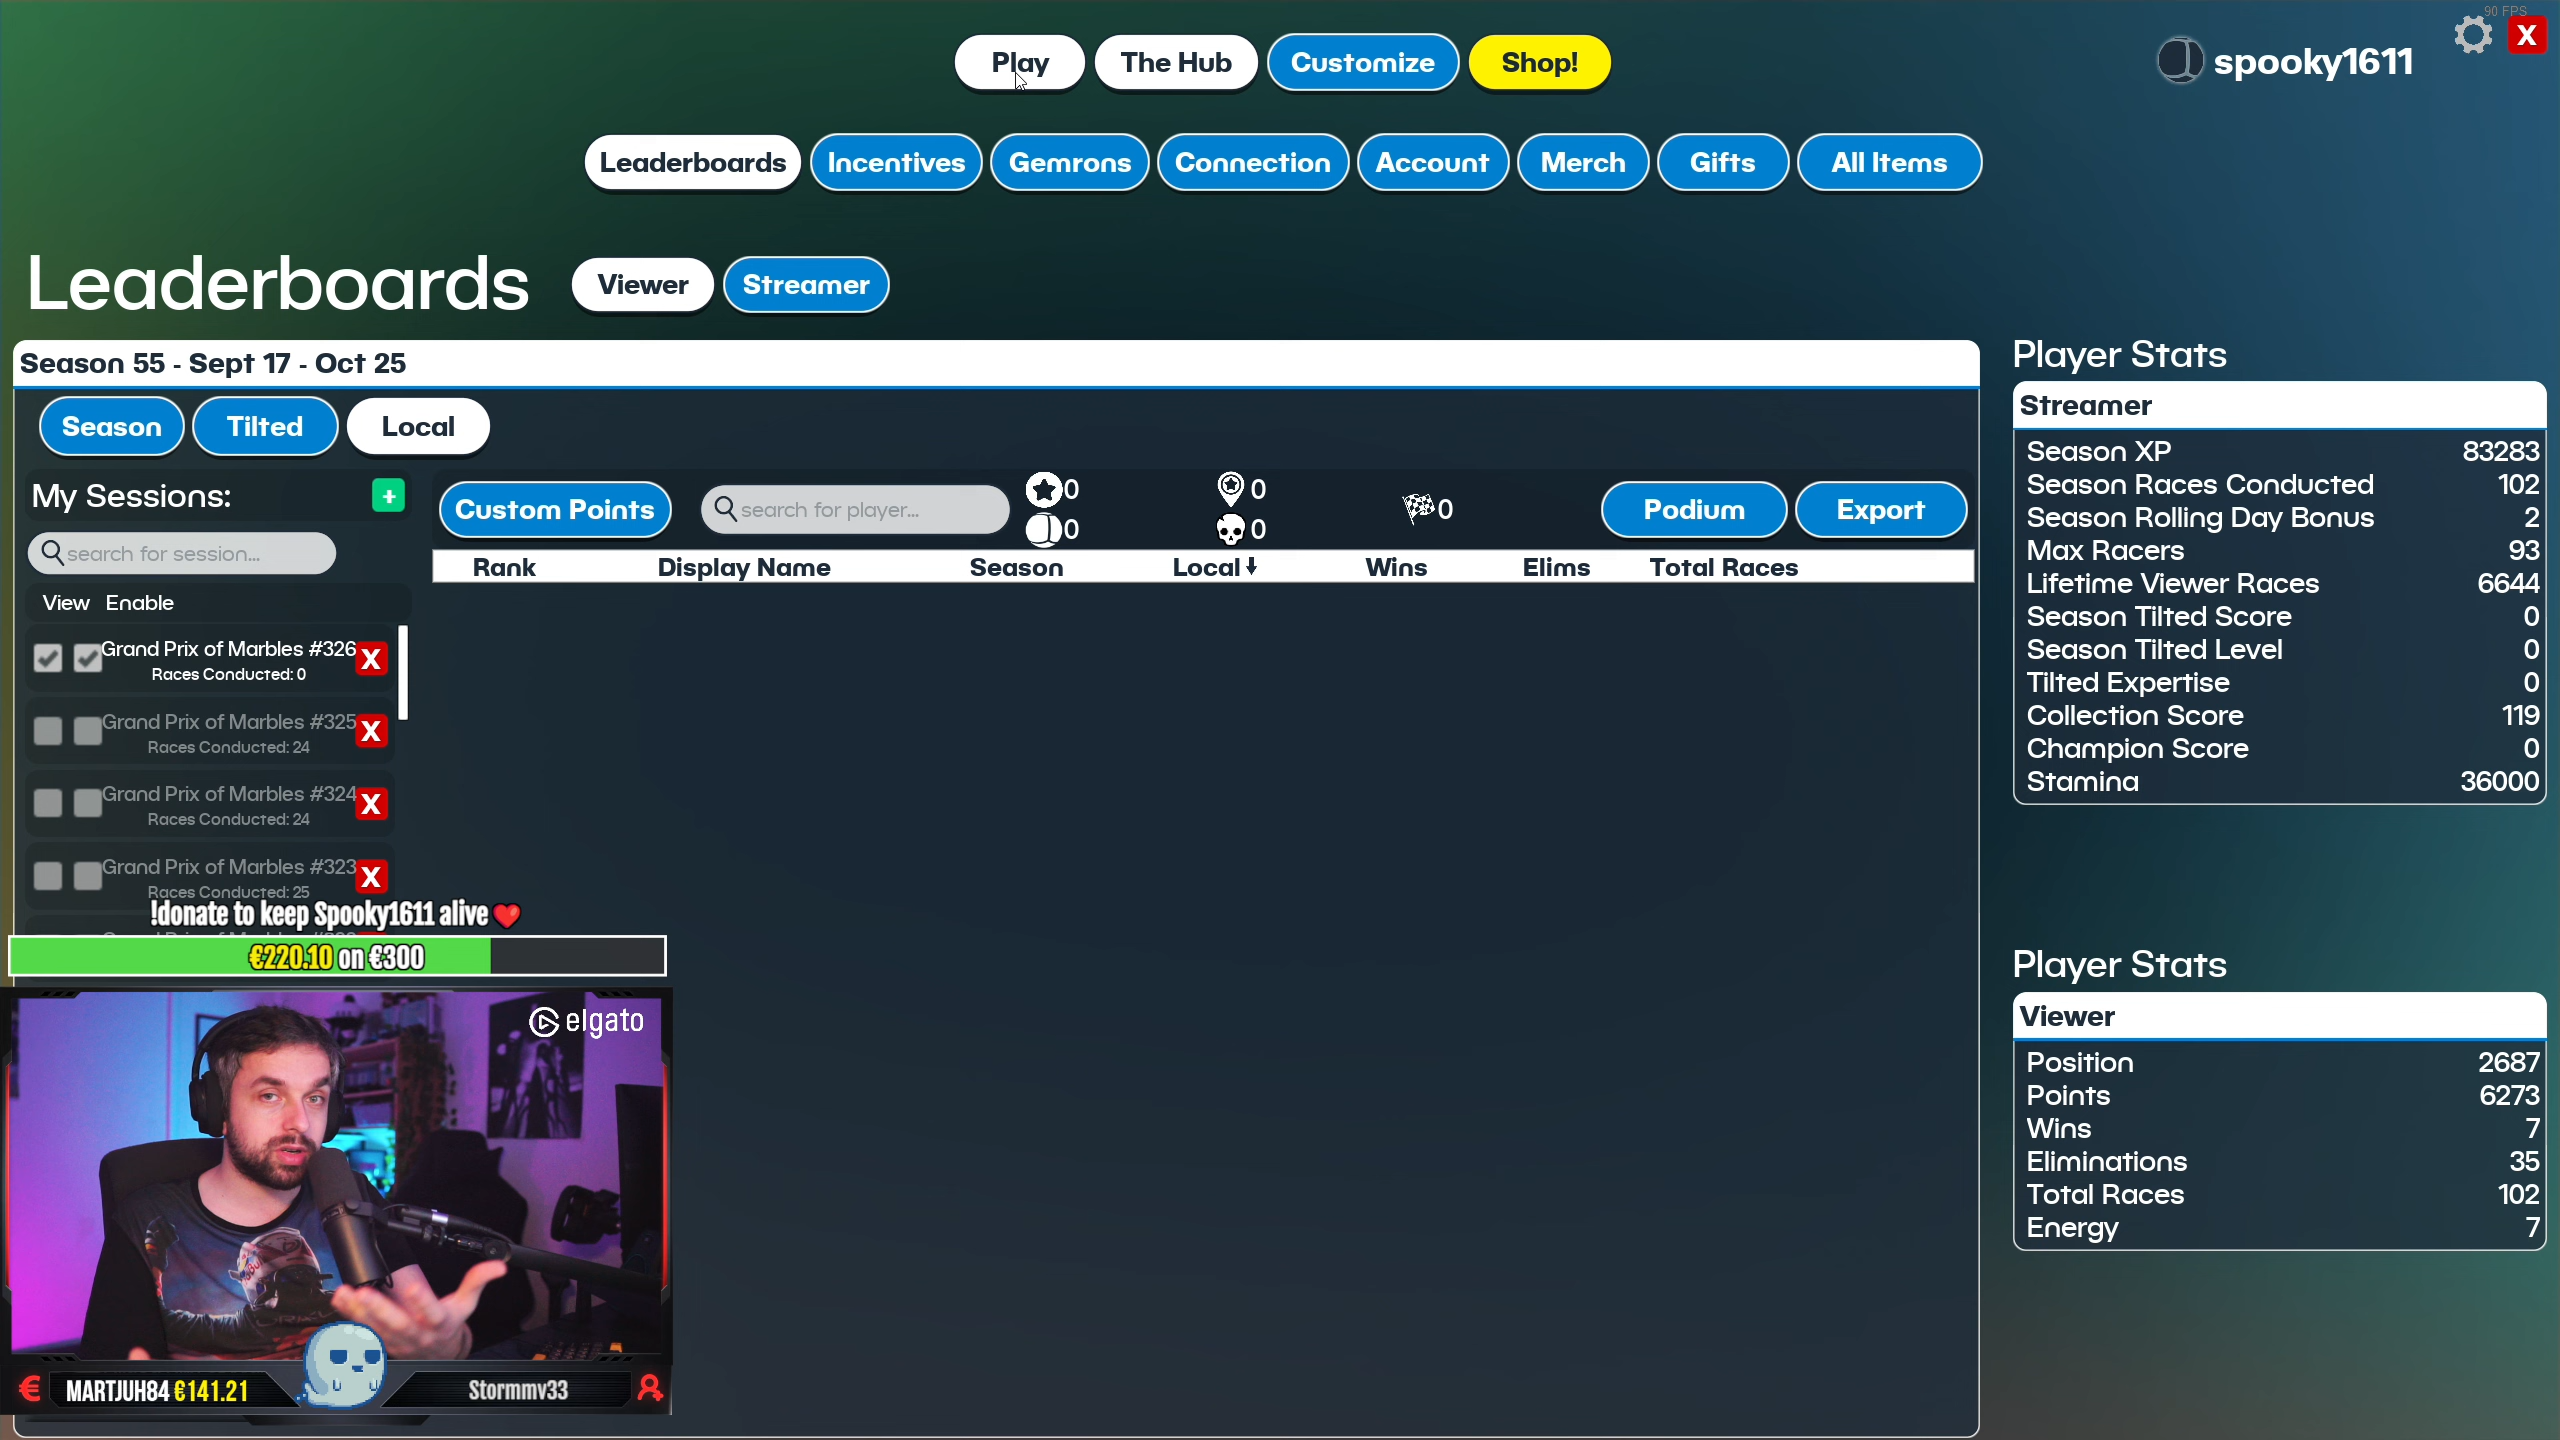 90 FPS
Play
The Hub
Customize
Shop!
spooky1611
X
Leaderboards
Incentives
Gemrons
Connection
Account
Merch
Gifts
All Items
Leaderboards
Viewer
Streamer
Season 55 - Sept 17 - Oct 25
Season
Tilted
Local
My Sessions:
+
search for session...
View Enable
Grand Prix of Marbles #326
Races Conducted: 0
X
Grand Prix of Marbles #325
Races Conducted: 24
X
Grand Prix of Marbles #324
Races Conducted: 24
X
Grand Prix of Marbles #323
Races Conducted: 25
X
Custom Points
search for player...
0
0
0
0
0
Podium
Export
Rank Display Name Season Local Wins Elims Total Races
Player Stats
Streamer
Season XP 83283
Season Races Conducted 102
Season Rolling Day Bonus 2
Max Racers 93
Lifetime Viewer Races 6644
Season Tilted Score 0
Season Tilted Level 0
Tilted Expertise 0
Collection Score 119
Champion Score 0
Stamina 36000
Player Stats
Viewer
Position 2687
Points 6273
Wins 7
Eliminations 35
Total Races 102
Energy 7
!donate to keep Spooky1611 alive
€220.10 on €300
elgato
€ MARTJUH84 €141.21
Stormmv33